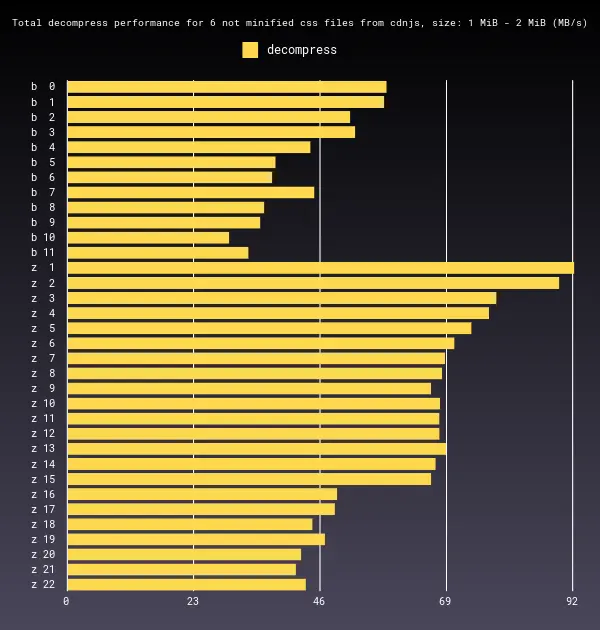 Total decompress performance for 6 not minified css files from cdnjs, size: 1 MiB - 2 MiB (MB/s)
decompress
b 0
b 1
b 2
b 3
b 4
b 5
b 6
b 7
b 8
b 9
b 10
b 11
z 1
z 2
z 3
z 4
z 5
z 6
z 7
z 8
z 9
z 10
z 11
z 12
z 13
z 14
z 15
z 16
z 17
z 18
z 19
z 20
z 21
z 22
0 23 46 69 92